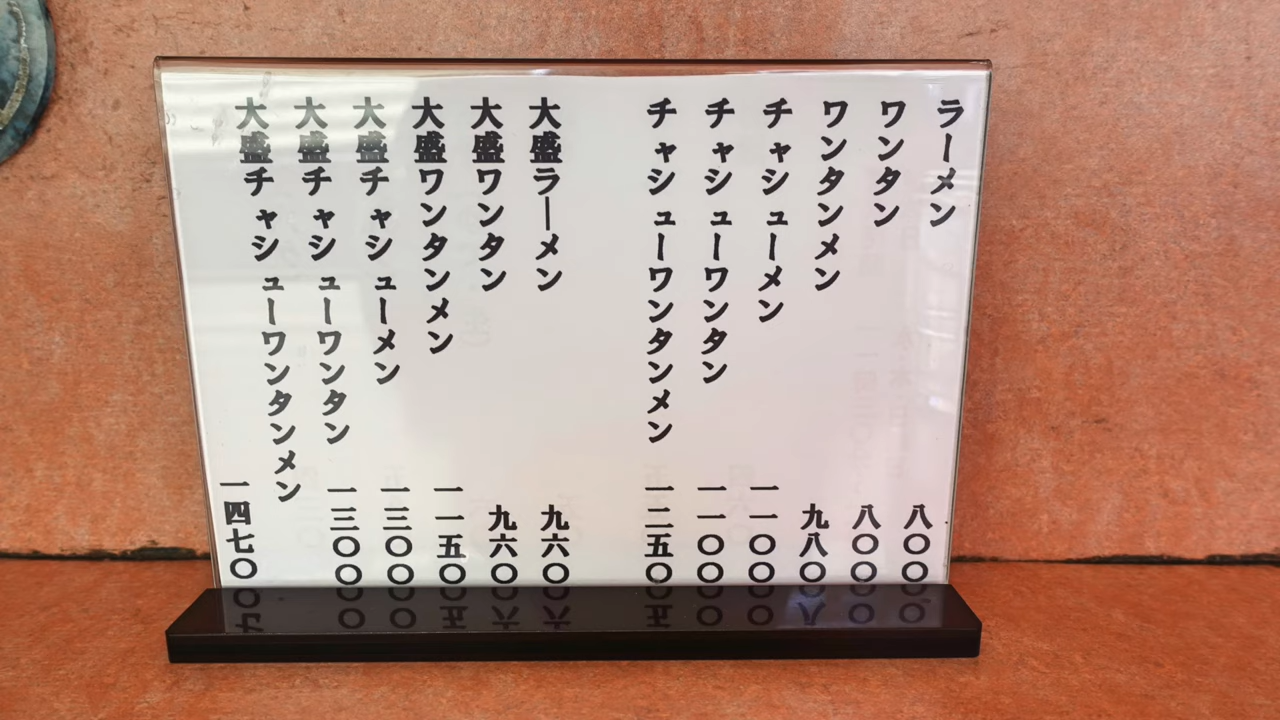 ラーメン 八〇〇
ワンタン 八〇〇
ワンタンメン 九八〇
チャシューメン 一一〇〇
チャシューワンタン 一一〇〇
チャシューワンタンメン 一二五〇
大盛ラーメン 九六〇
大盛ワンタン 九六〇
大盛ワンタンメン 一一五〇
大盛チャシューメン 一三〇〇
大盛チャシューワンタン 一三〇〇
大盛チャシューワンタンメン 一四七〇